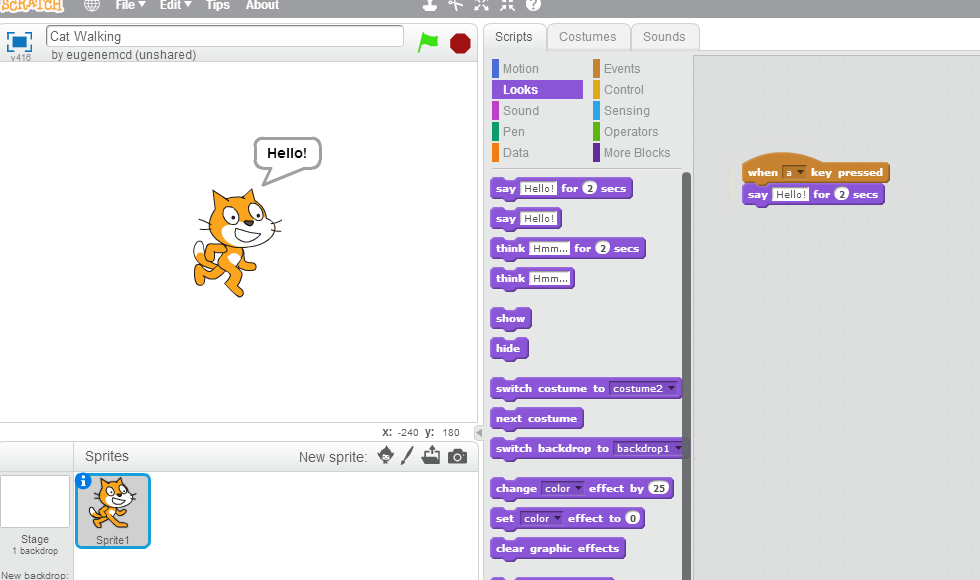 SCRATCH File Edit Tips About
Cat Walking
v416
by eugenemcd (unshared)
Hello!
x: -240 y: 180
Sprites New sprite:
Sprite1
Stage
1 backdrop
New backdrop:
Scripts Costumes Sounds
Motion Events
Looks Control
Sound Sensing
Pen Operators
Data More Blocks
say Hello! for 2 secs
say Hello!
think Hmm... for 2 secs
think Hmm...
show
hide
switch costume to costume2
next costume
switch backdrop to backdrop1
change color effect by 25
set color effect to 0
clear graphic effects
when a key pressed
say Hello! for 2 secs